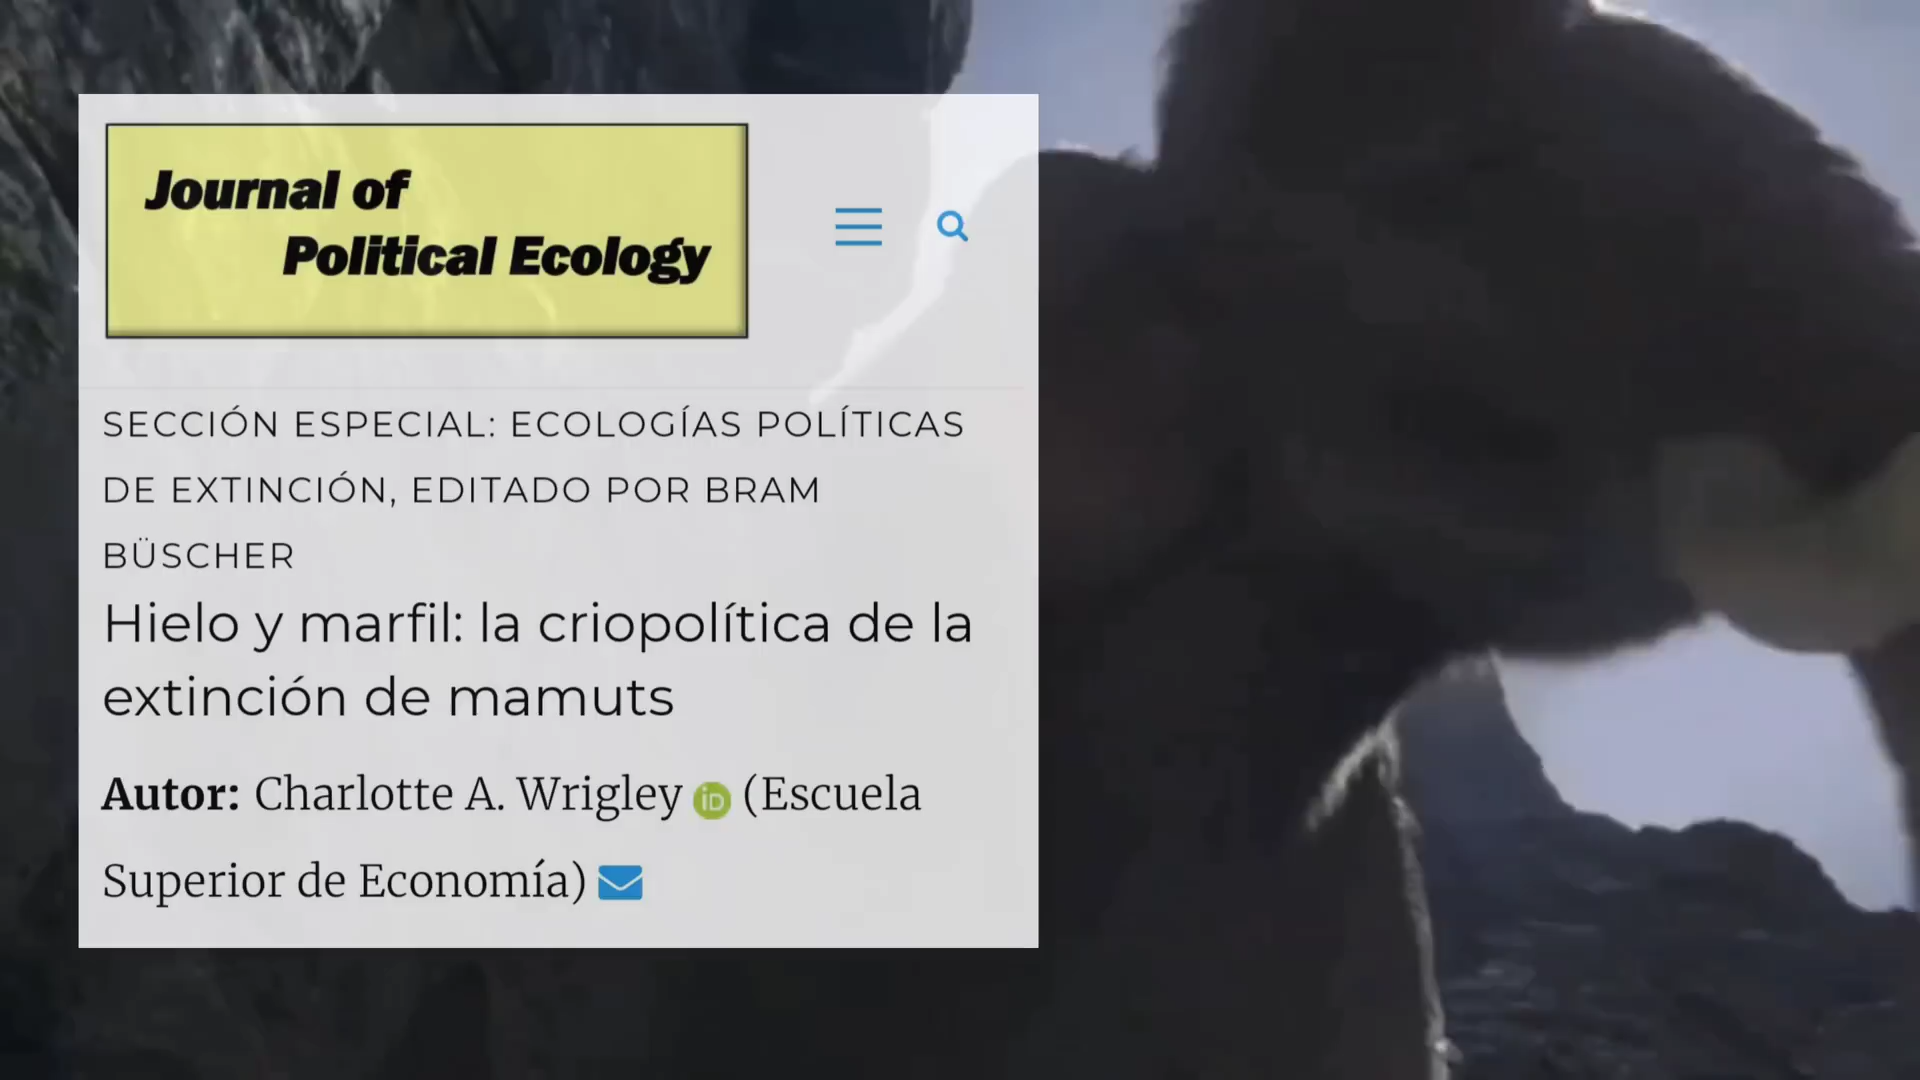 Journal of
Political Ecology
SECCIÓN ESPECIAL: ECOLOGÍAS POLÍTICAS
DE EXTINCIÓN, EDITADO POR BRAM
BÜSCHER
Hielo y marfil: la criopolítica de la
extinción de mamuts
Autor: Charlotte A. Wrigley iD (Escuela
Superior de Economía)